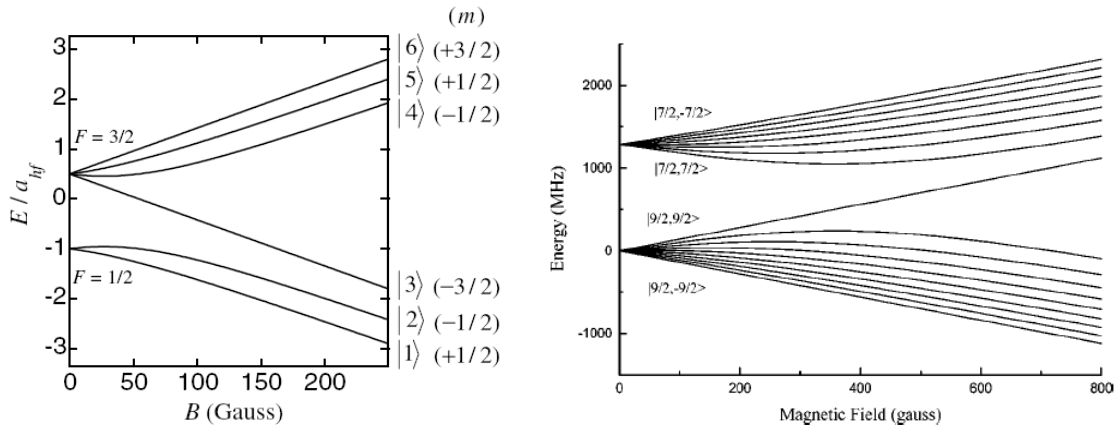 (m)
3
|6⟩ (+3/2)
|5⟩ (+1/2)
2
|4⟩ (−1/2)
F = 3/2
1
E / a_hf
0
-1
F = 1/2
|3⟩ (−3/2)
-2
|2⟩ (−1/2)
-3
|1⟩ (+1/2)
0 50 100 150 200
B (Gauss)
2000
|7/2,-7/2>
1000
|7/2,7/2>
Energy (MHz)
|9/2,9/2>
0
|9/2,-9/2>
-1000
0 200 400 600 800
Magnetic Field (gauss)